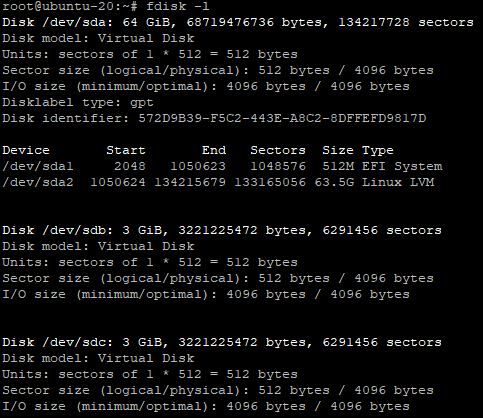 root@ubuntu-20:~# fdisk -l
Disk /dev/sda: 64 GiB, 68719476736 bytes, 134217728 sectors
Disk model: Virtual Disk
Units: sectors of 1 * 512 = 512 bytes
Sector size (logical/physical): 512 bytes / 4096 bytes
I/O size (minimum/optimal): 4096 bytes / 4096 bytes
Disklabel type: gpt
Disk identifier: 572D9B39-F5C2-443E-A8C2-8DFFEFD9817D
Device Start End Sectors Size Type
/dev/sda1 2048 1050623 1048576 512M EFI System
/dev/sda2 1050624 134215679 133165056 63.5G Linux LVM
Disk /dev/sdb: 3 GiB, 3221225472 bytes, 6291456 sectors
Disk model: Virtual Disk
Units: sectors of 1 * 512 = 512 bytes
Sector size (logical/physical): 512 bytes / 4096 bytes
I/O size (minimum/optimal): 4096 bytes / 4096 bytes
Disk /dev/sdc: 3 GiB, 3221225472 bytes, 6291456 sectors
Disk model: Virtual Disk
Units: sectors of 1 * 512 = 512 bytes
Sector size (logical/physical): 512 bytes / 4096 bytes
I/O size (minimum/optimal): 4096 bytes / 4096 bytes